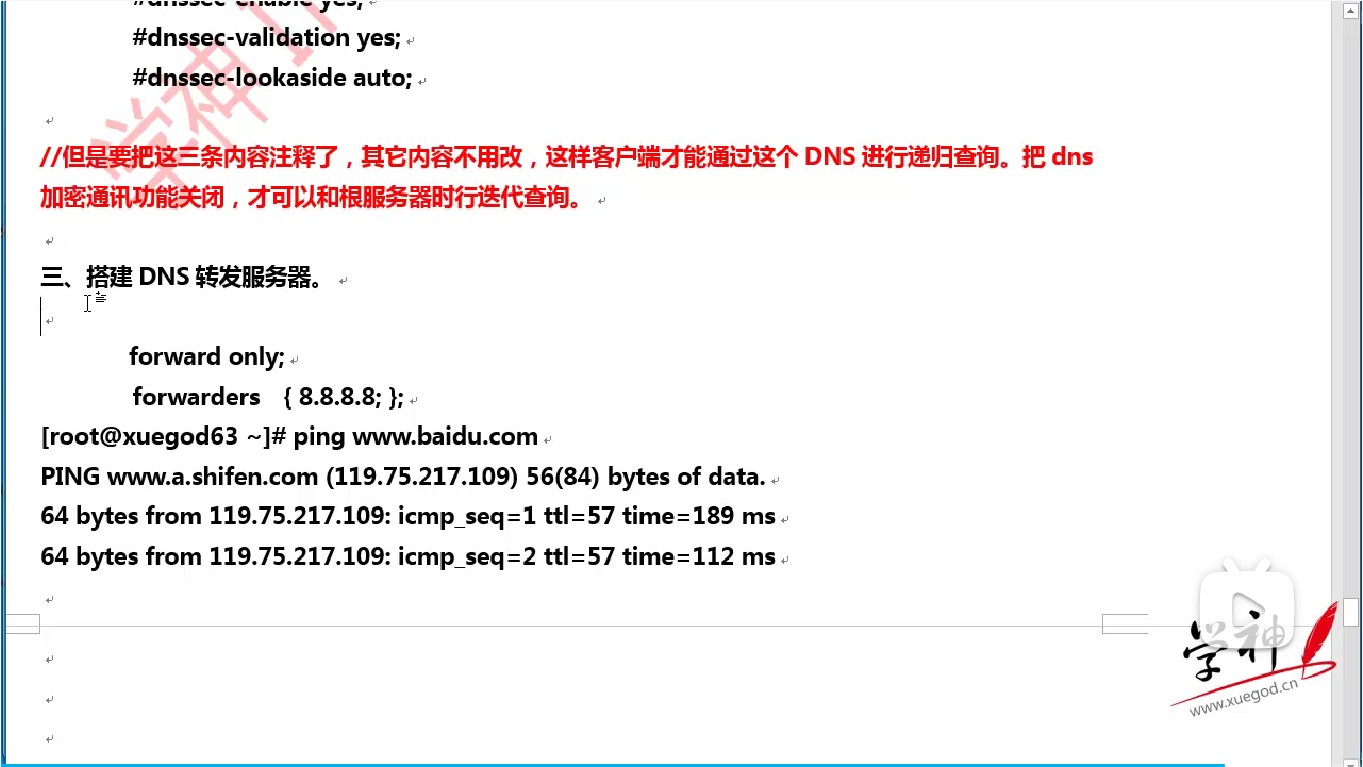 #dnssec-enable yes;
#dnssec-validation yes;
#dnssec-lookaside auto;
//但是要把这三条内容注释了，其它内容不用改，这样客户端才能通过这个 DNS 进行递归查询。把 dns
加密通讯功能关闭，才可以和根服务器时行迭代查询。
三、搭建 DNS 转发服务器。
forward only;
forwarders { 8.8.8.8; };
[root@xuegod63 ~]# ping www.baidu.com
PING www.a.shifen.com (119.75.217.109) 56(84) bytes of data.
64 bytes from 119.75.217.109: icmp_seq=1 ttl=57 time=189 ms
64 bytes from 119.75.217.109: icmp_seq=2 ttl=57 time=112 ms
学神IT
学神
www.xuegod.cn